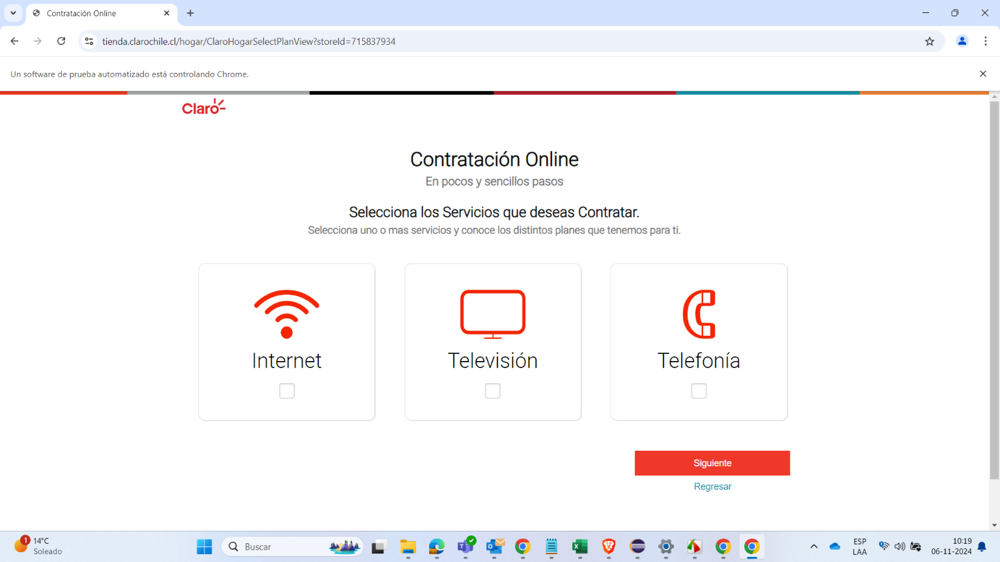 Contratación Online
tienda.clarochile.cl/hogar/ClaroHogarSelectPlanView?storeId=715837934
Un software de prueba automatizado está controlando Chrome.
Claro
Contratación Online
En pocos y sencillos pasos
Selecciona los Servicios que deseas Contratar.
Selecciona uno o mas servicios y conoce los distintos planes que tenemos para ti.
Internet
Televisión
Telefonía
Siguiente
Regresar
1
14°C
Soleado
Buscar
ESP
LAA
10:19
06-11-2024